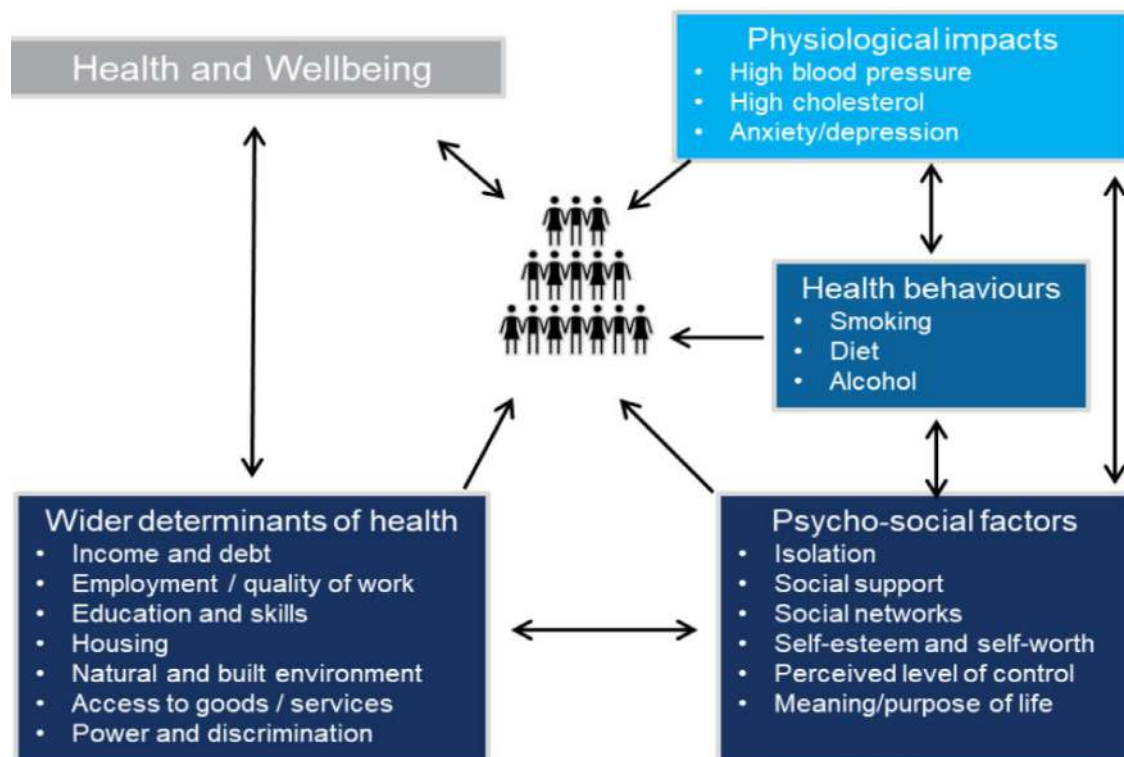 Health and Wellbeing
Physiological impacts
• High blood pressure
• High cholesterol
• Anxiety/depression
Health behaviours
• Smoking
• Diet
• Alcohol
Wider determinants of health
• Income and debt
• Employment / quality of work
• Education and skills
• Housing
• Natural and built environment
• Access to goods / services
• Power and discrimination
Psycho-social factors
• Isolation
• Social support
• Social networks
• Self-esteem and self-worth
• Perceived level of control
• Meaning/purpose of life